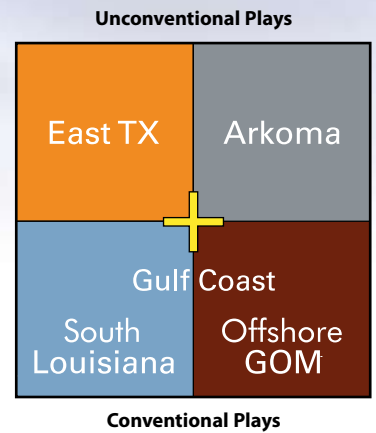 Unconventional Plays
East TX
Arkoma
Gulf Coast
South
Louisiana
Offshore
GOM
Conventional Plays